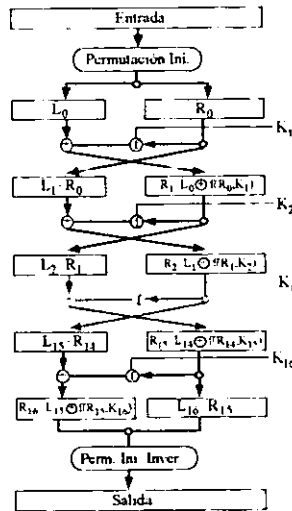 Entrada
Permutación Ini.
L0 R0
f K1
L1 R0 R1 L0⊕f(R0,K1)
f K2
L2 R1 R2 L1⊕f(R1,K2)
f K
L15 R14 R15 L14⊕f(R14,K15)
f K16
R16 L15⊕f(R15,K16) L16 R15
Perm. Ini Inver
Salida